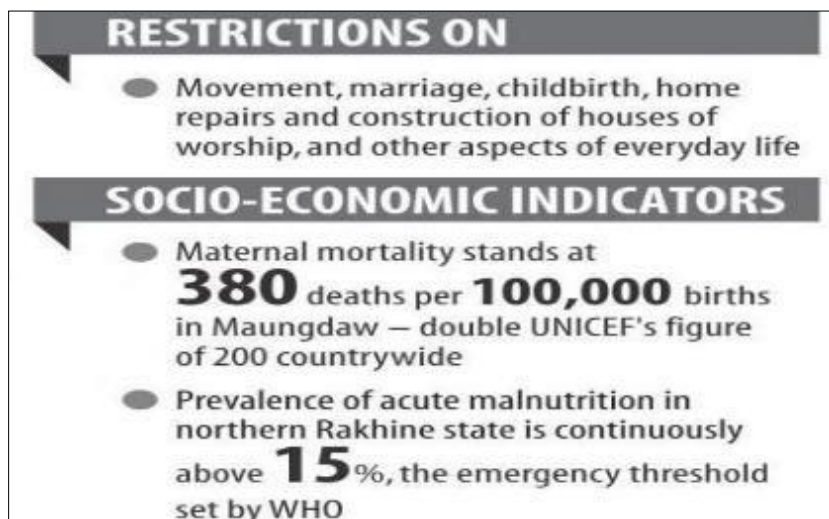 RESTRICTIONS ON
Movement, marriage, childbirth, home
repairs and construction of houses of
worship, and other aspects of everyday life
SOCIO-ECONOMIC INDICATORS
Maternal mortality stands at
380 deaths per 100,000 births
in Maungdaw — double UNICEF's figure
of 200 countrywide
Prevalence of acute malnutrition in
northern Rakhine state is continuously
above 15%, the emergency threshold
set by WHO